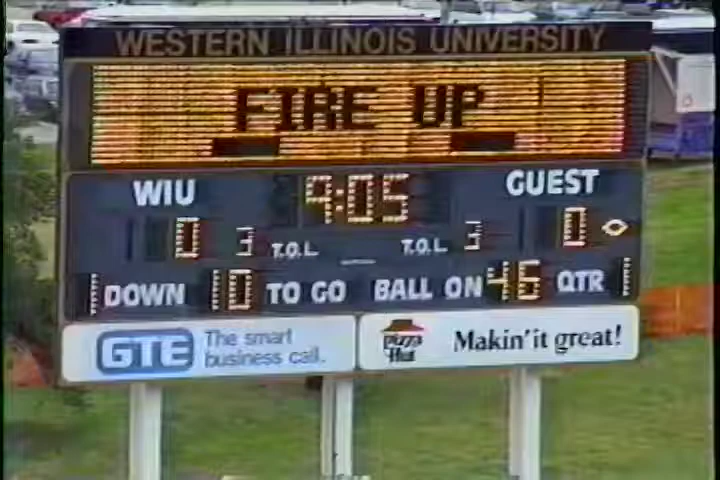 WESTERN ILLINOIS UNIVERSITY
FIRE UP
WIU 9:05 GUEST
0 3 T.O.L. T.O.L. 3 0
1 DOWN 10 TO GO BALL ON 45 QTR 1
GTE The smart business call.
Pizza Hut Makin' it great!